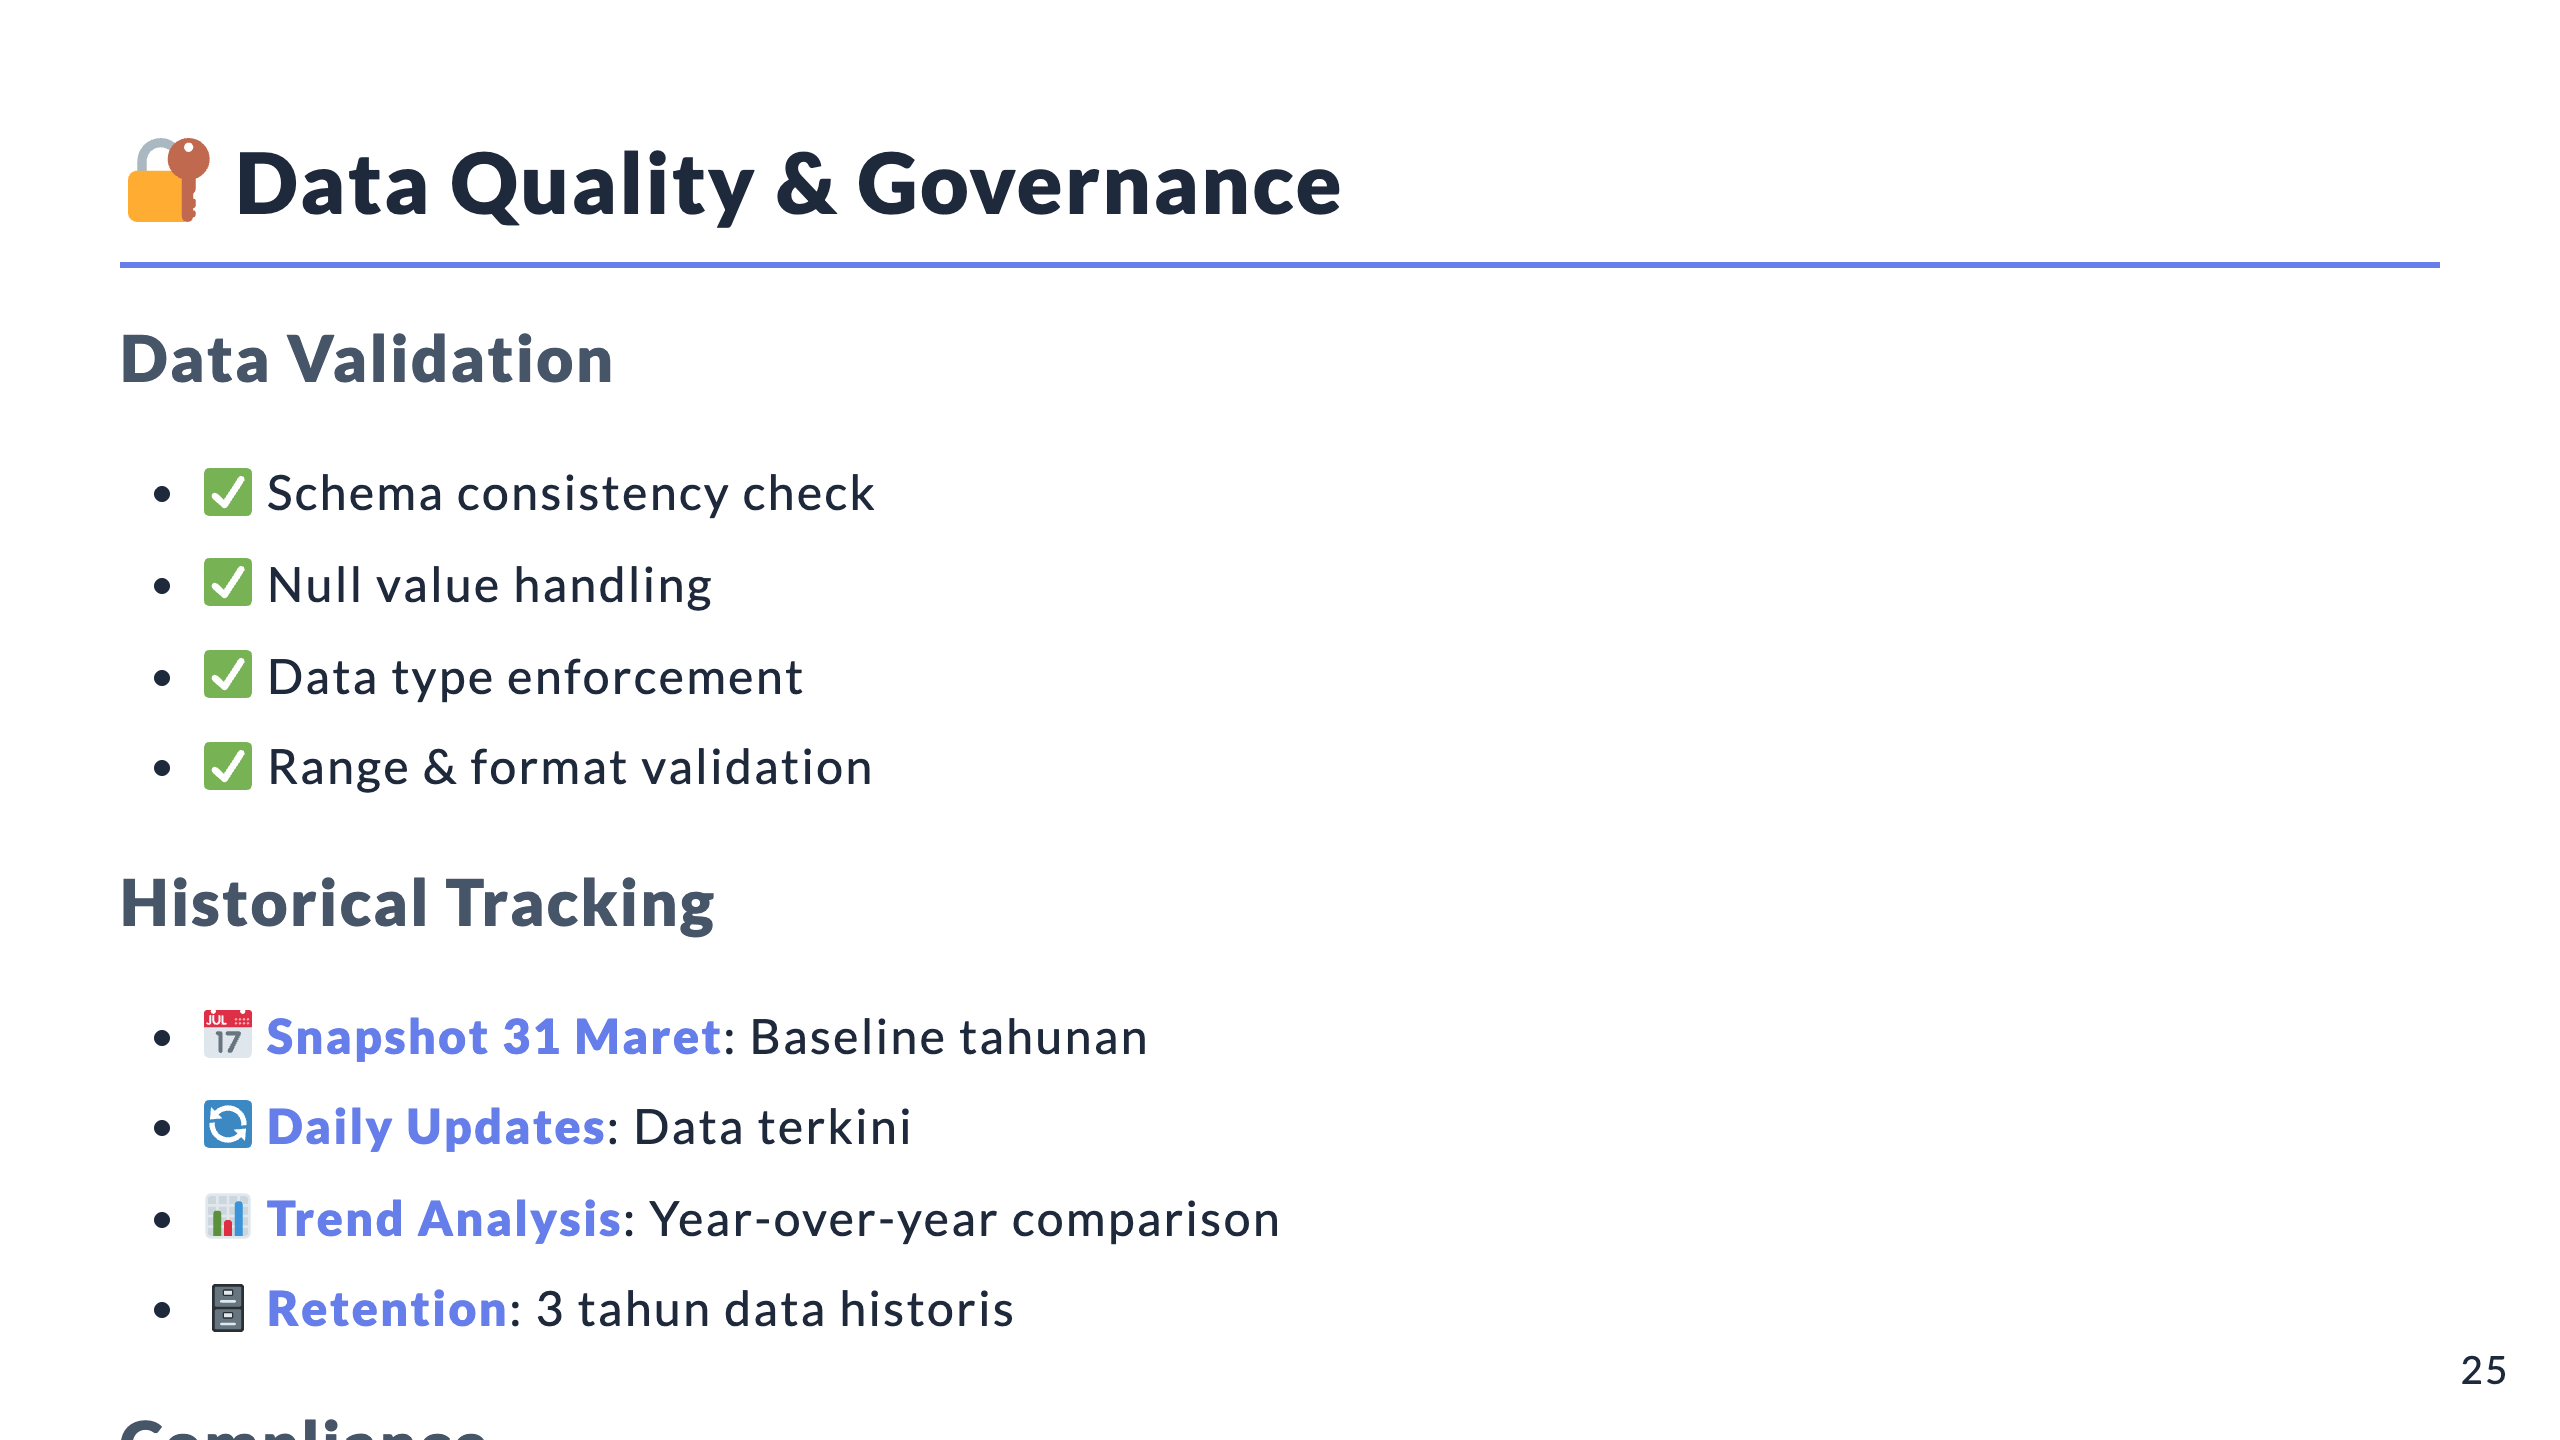 Data Quality & Governance
Data Validation
Schema consistency check
Null value handling
Data type enforcement
Range & format validation
Historical Tracking
Snapshot 31 Maret: Baseline tahunan
Daily Updates: Data terkini
Trend Analysis: Year-over-year comparison
Retention: 3 tahun data historis
25
Compliance